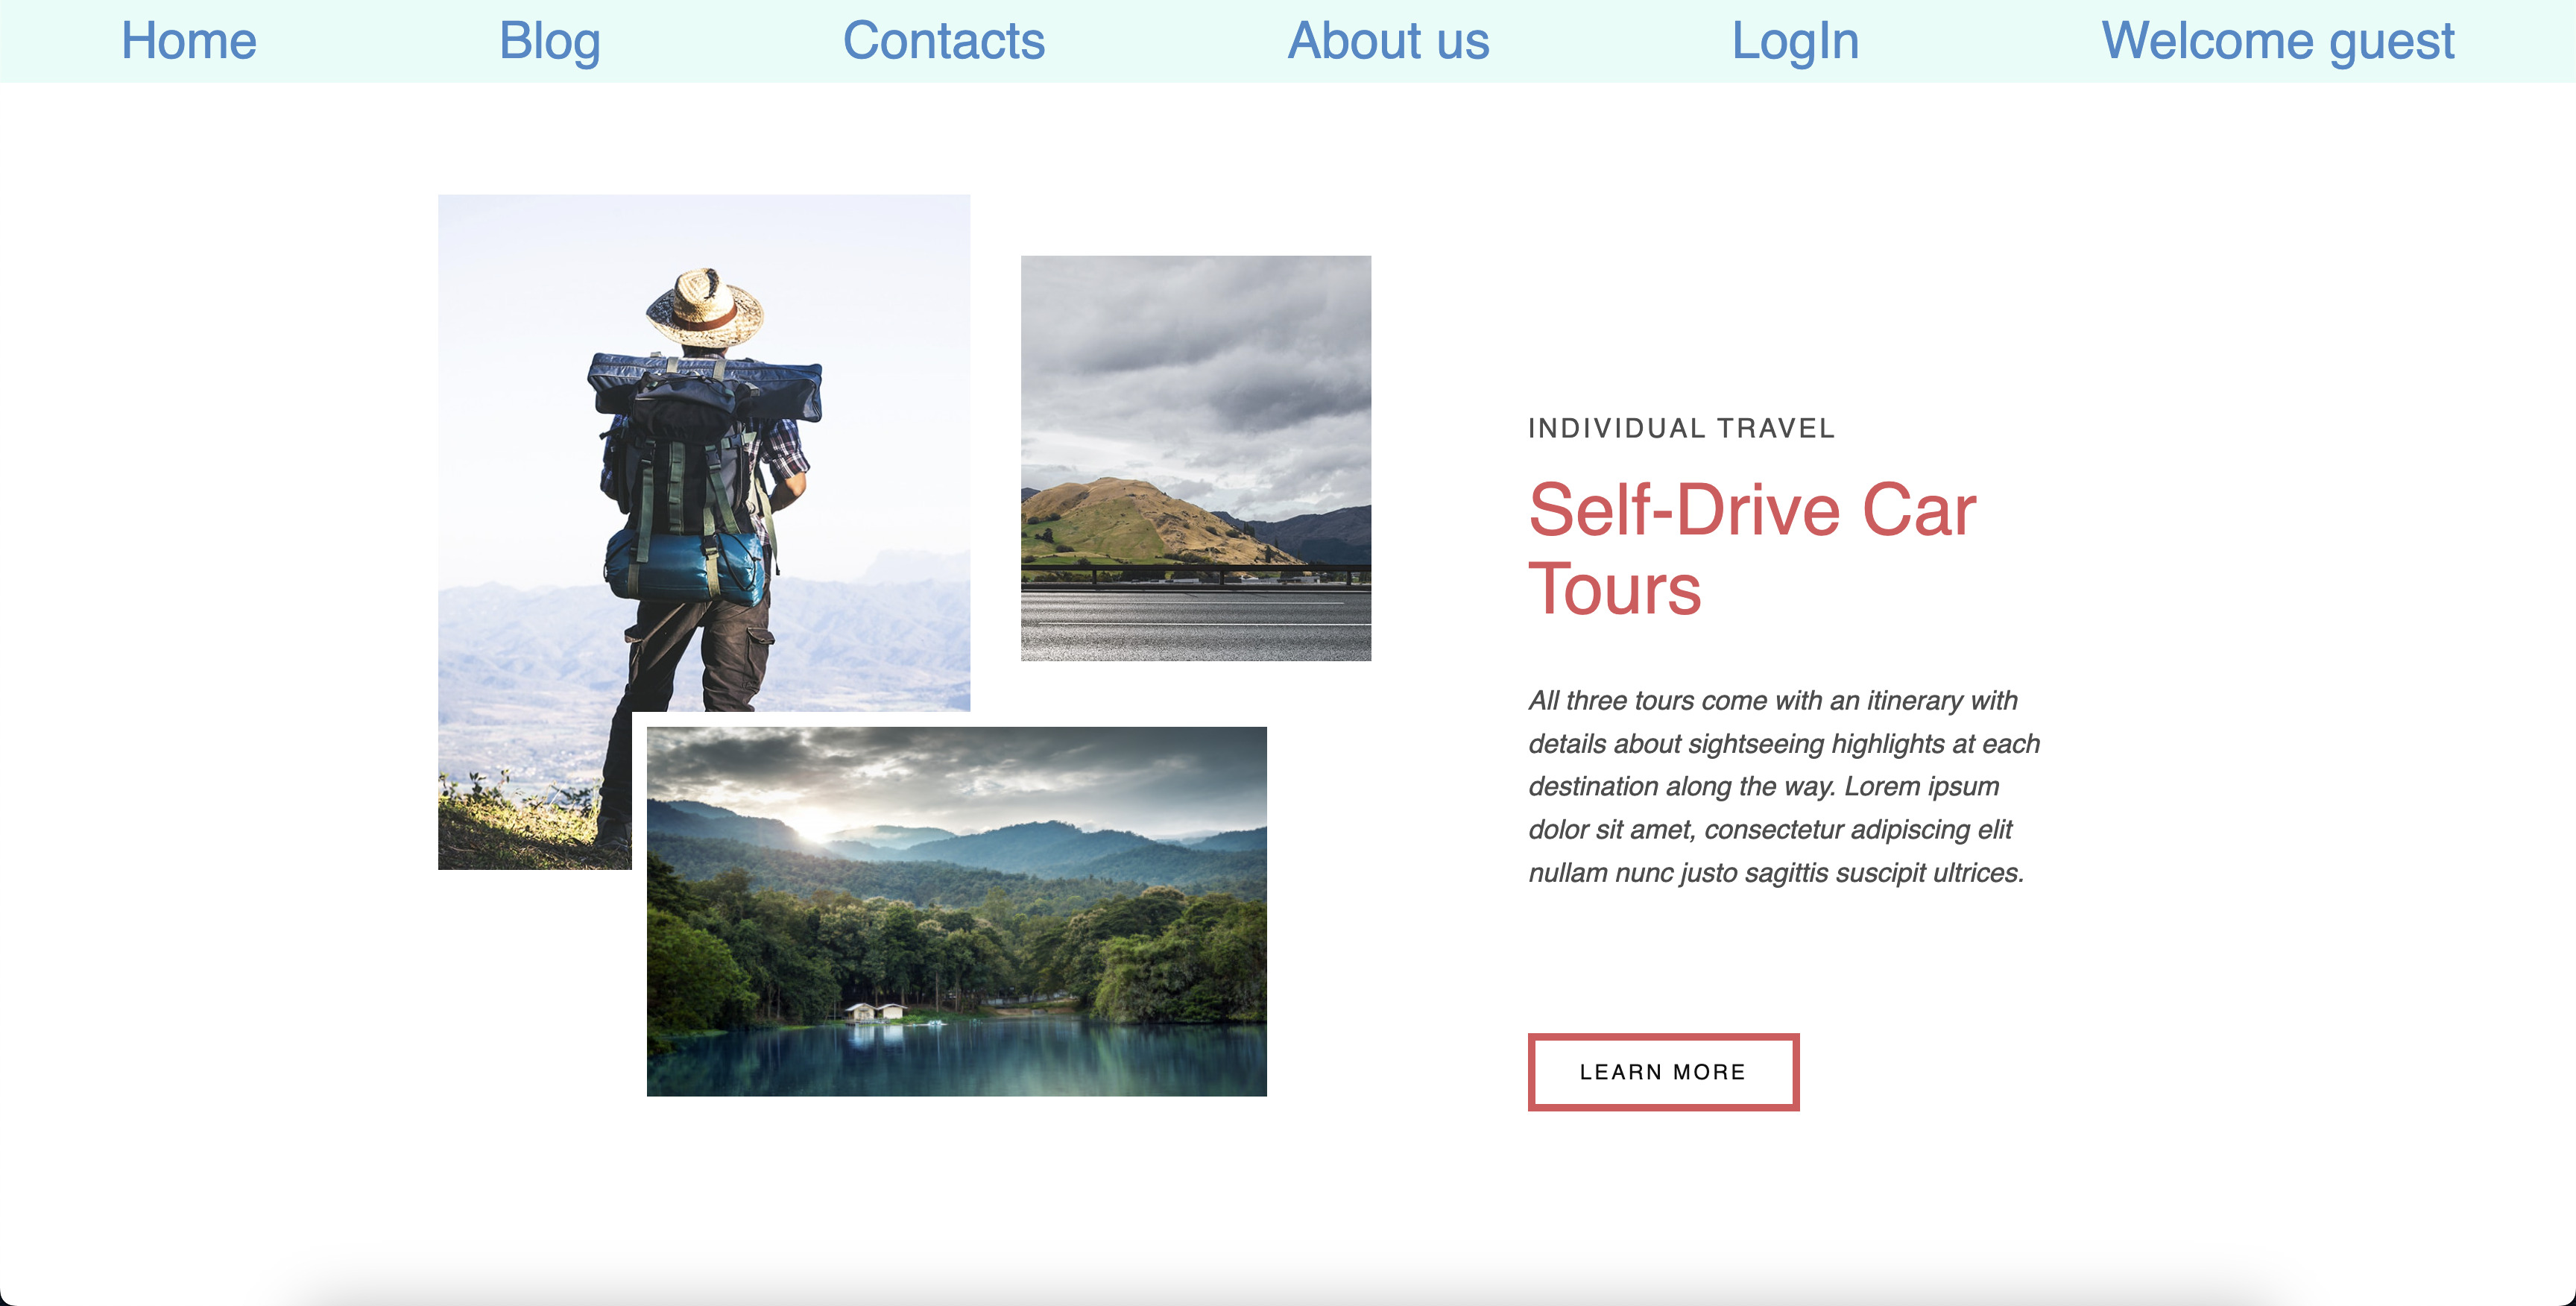 Home Blog Contacts About us LogIn Welcome guest
INDIVIDUAL TRAVEL
Self-Drive Car
Tours
All three tours come with an itinerary with
details about sightseeing highlights at each
destination along the way. Lorem ipsum
dolor sit amet, consectetur adipiscing elit
nullam nunc justo sagittis suscipit ultrices.
LEARN MORE